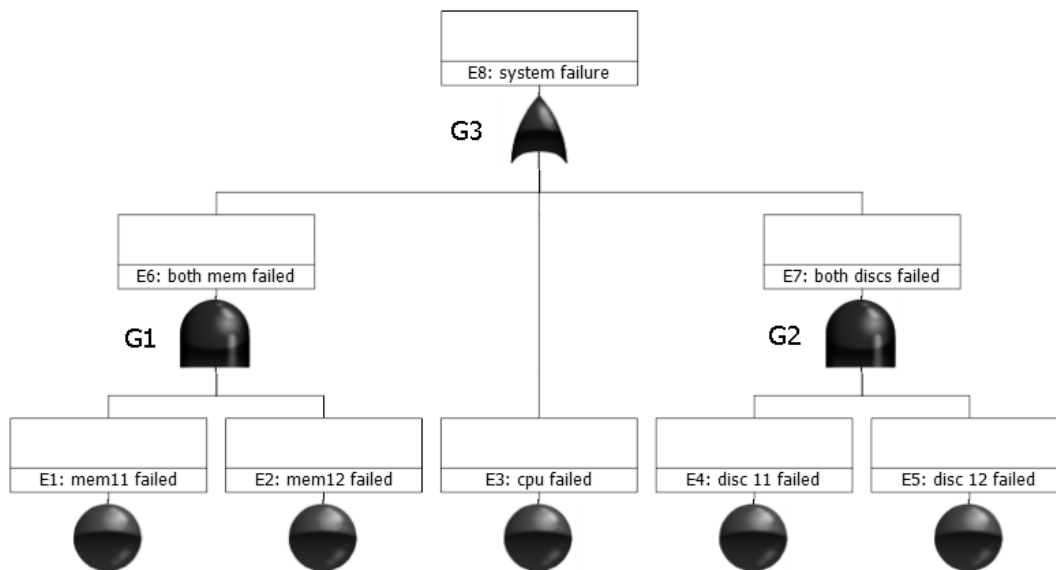 E8: system failure
G3
E6: both mem failed
E7: both discs failed
G1
G2
E1: mem11 failed
E2: mem12 failed
E3: cpu failed
E4: disc 11 failed
E5: disc 12 failed